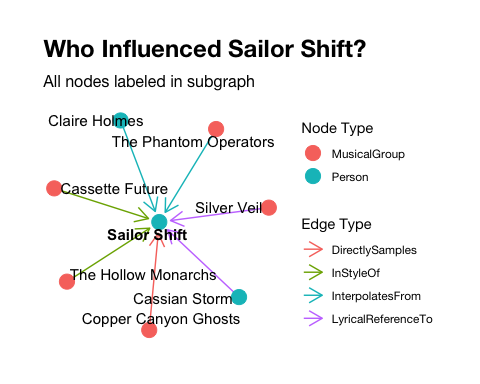 Who Influenced Sailor Shift?
All nodes labeled in subgraph
Claire Holmes
The Phantom Operators
Cassette Future
Silver Veil
Sailor Shift
The Hollow Monarchs
Cassian Storm
Copper Canyon Ghosts
Node Type
MusicalGroup
Person
Edge Type
DirectlySamples
InStyleOf
InterpolatesFrom
LyricalReferenceTo